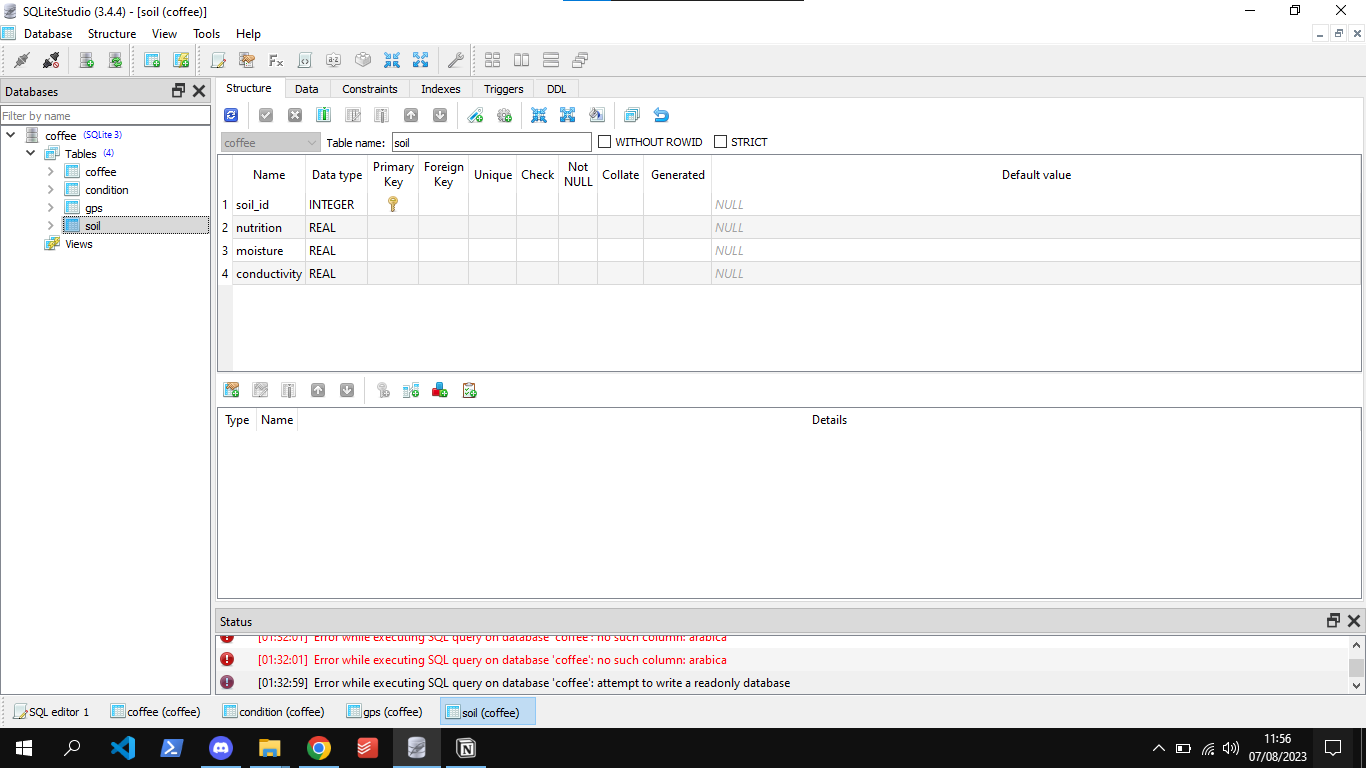 SQLiteStudio (3.4.4) - [soil (coffee)]
Database Structure View Tools Help
Databases
Filter by name
coffee (SQLite 3)
Tables (4)
coffee
condition
gps
soil
Views
Structure Data Constraints Indexes Triggers DDL
coffee Table name: soil WITHOUT ROWID STRICT
Name Data type Primary Key Foreign Key Unique Check Not NULL Collate Generated Default value
1 soil_id INTEGER NULL
2 nutrition REAL NULL
3 moisture REAL NULL
4 conductivity REAL NULL
Type Name Details
Status
[01:32:01] Error while executing SQL query on database 'coffee': no such column: arabica
[01:32:01] Error while executing SQL query on database 'coffee': no such column: arabica
[01:32:59] Error while executing SQL query on database 'coffee': attempt to write a readonly database
SQL editor 1 coffee (coffee) condition (coffee) gps (coffee) soil (coffee)
11:56
07/08/2023